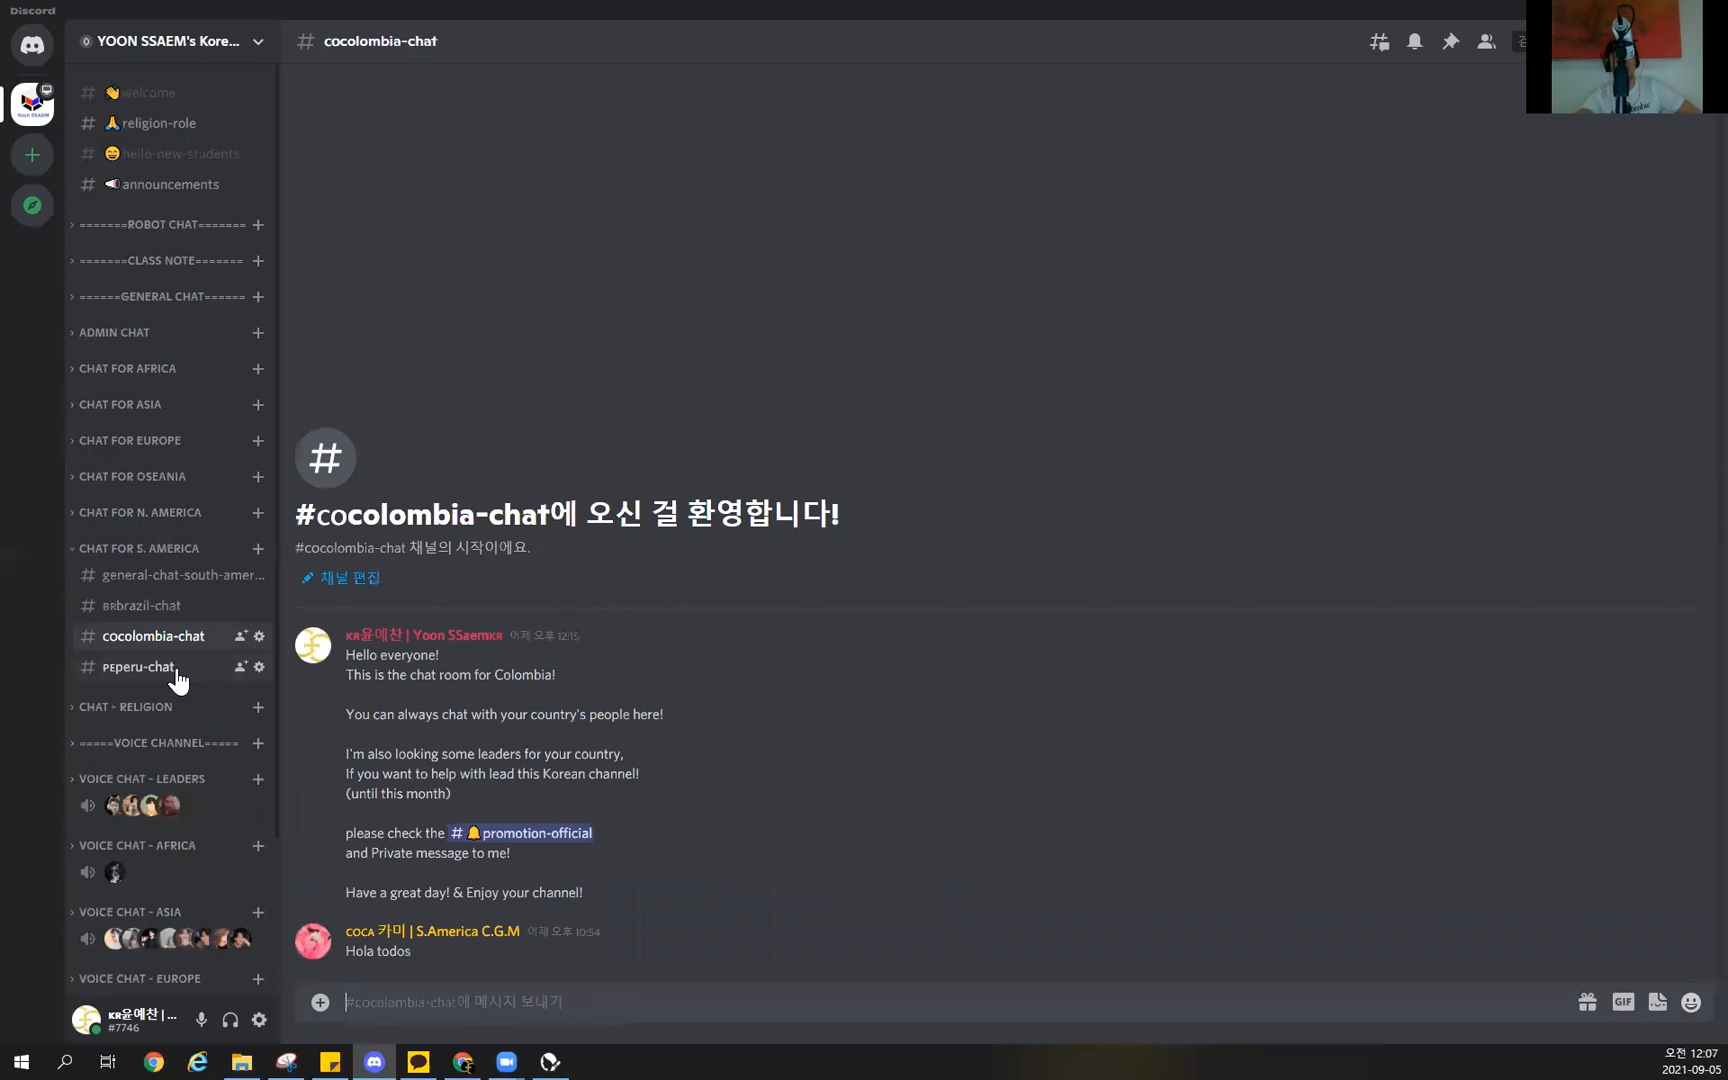 Discord
YOON SSAEM's Kore...
# cocolombia-chat
# 👋welcome
# 🙏religion-role
# 😄hello-new-students
# 📢announcements
=======ROBOT CHAT=======
=======CLASS NOTE=======
======GENERAL CHAT======
ADMIN CHAT
CHAT FOR AFRICA
CHAT FOR ASIA
CHAT FOR EUROPE
CHAT FOR OSEANIA
CHAT FOR N. AMERICA
CHAT FOR S. AMERICA
# general-chat-south-amer...
# BRbrazil-chat
# cocolombia-chat
# PEperu-chat
CHAT - RELIGION
=====VOICE CHANNEL=====
VOICE CHAT - LEADERS
VOICE CHAT - AFRICA
VOICE CHAT - ASIA
VOICE CHAT - EUROPE
KR윤예찬 | ...
#7746
#
#cocolombia-chat에 오신 걸 환영합니다!
#cocolombia-chat 채널의 시작이에요.
채널 편집
KR윤예찬 | Yoon SSaemKR 어제 오후 12:15
Hello everyone!
This is the chat room for Colombia!
You can always chat with your country's people here!
I'm also looking some leaders for your country,
If you want to help with lead this Korean channel!
(until this month)
please check the # 🔔promotion-official
and Private message to me!
Have a great day! & Enjoy your channel!
COCA 카미 | S.America C.G.M 어제 오후 10:54
Hola todos
#cocolombia-chat에 메시지 보내기
GIF
오전 12:07
2021-09-05